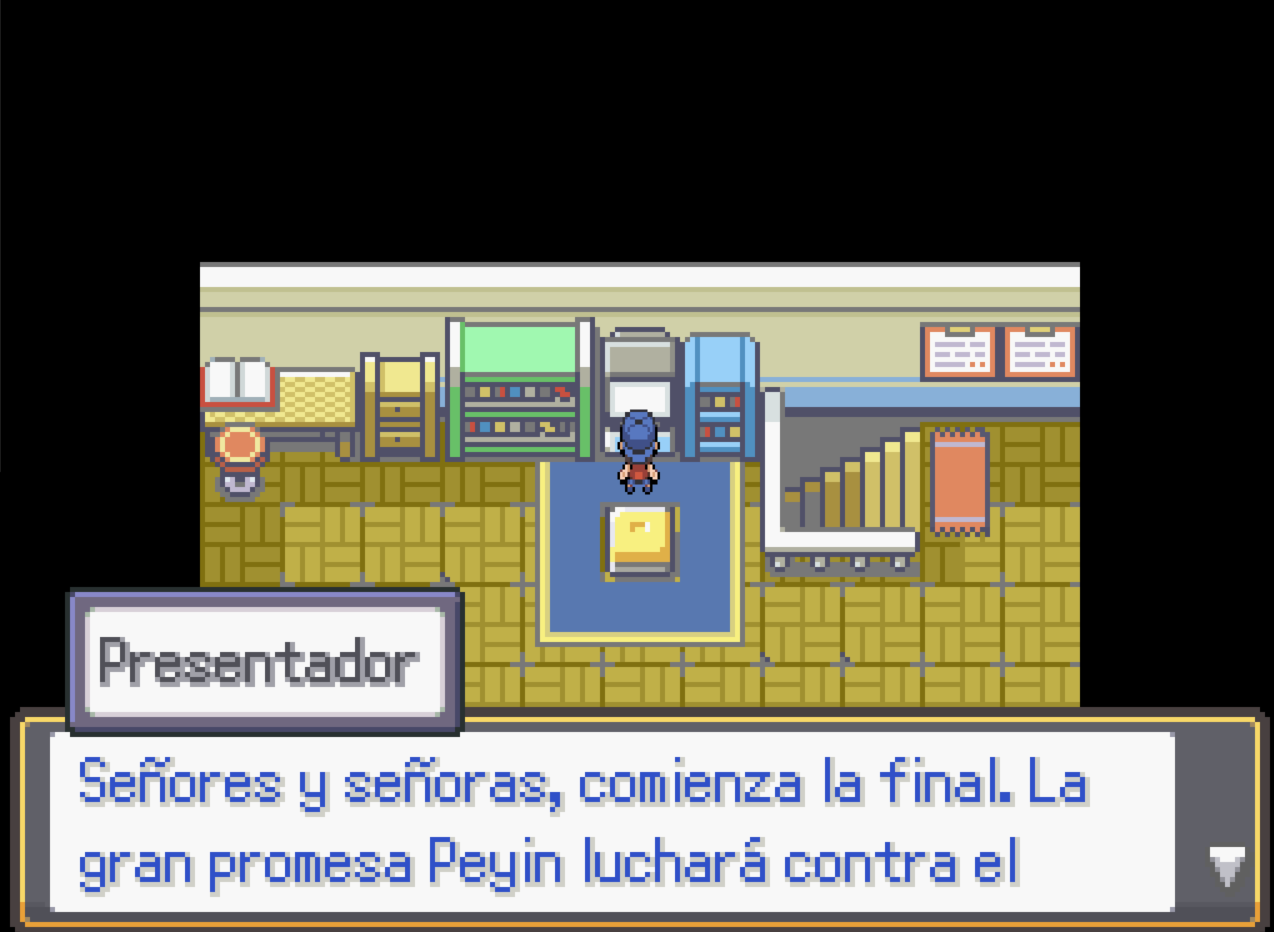 Presentador
Señores y señoras, comienza la final. La
gran promesa Peyin luchará contra el